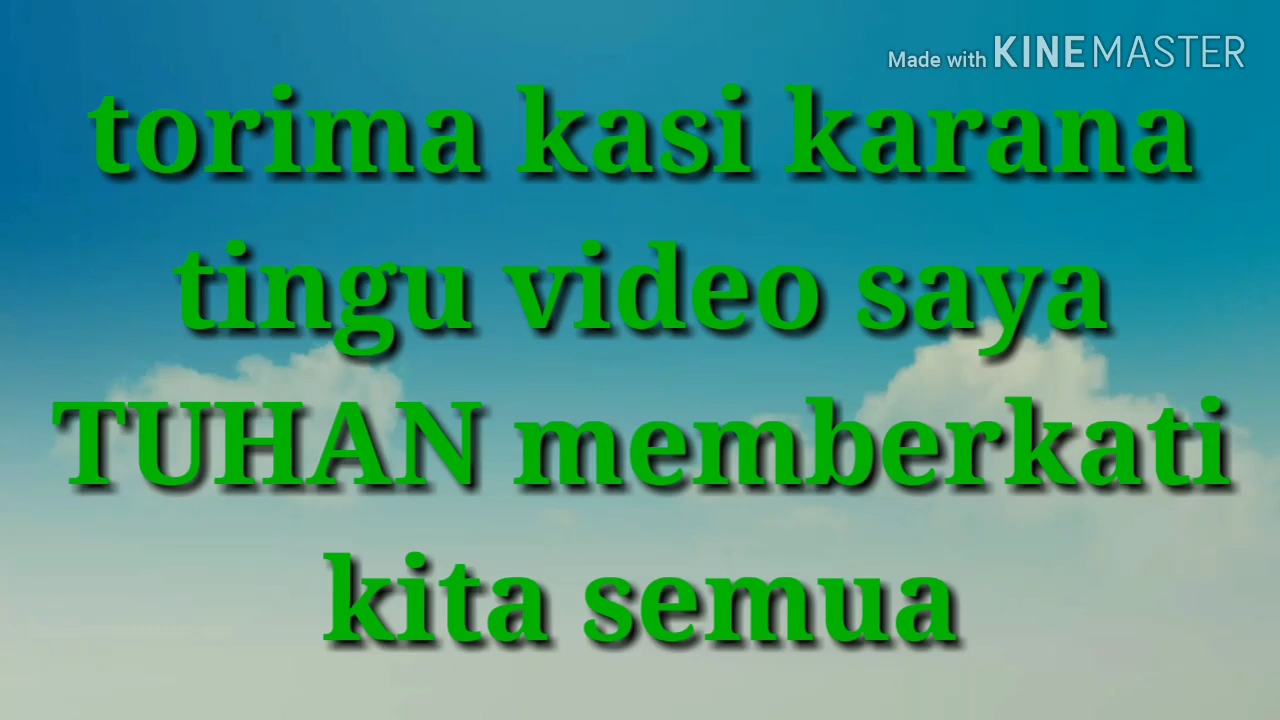 Made with KINEMASTER
torima kasi karana
tingu video saya
TUHAN memberkati
kita semua